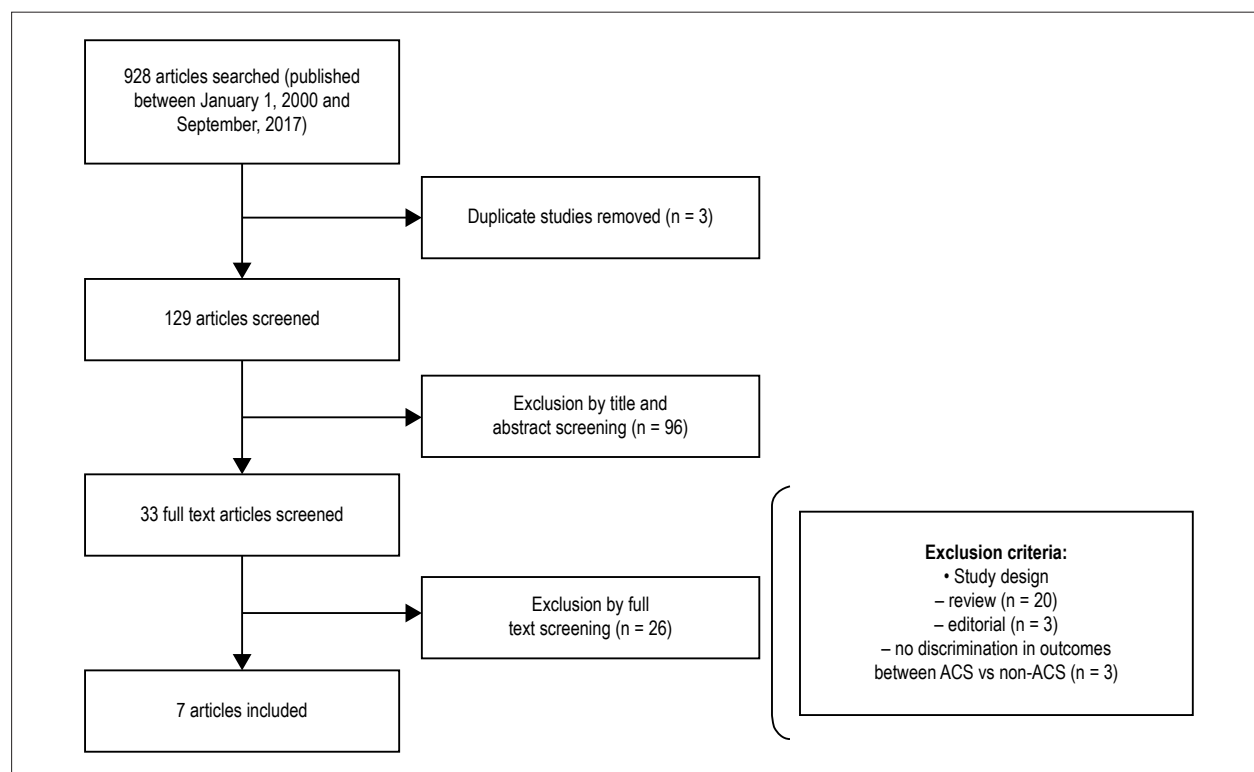 928 articles searched (published
between January 1, 2000 and
September, 2017)
Duplicate studies removed (n = 3)
129 articles screened
Exclusion by title and
abstract screening (n = 96)
33 full text articles screened
Exclusion by full
text screening (n = 26)
Exclusion criteria:
• Study design
– review (n = 20)
– editorial (n = 3)
– no discrimination in outcomes
between ACS vs non-ACS (n = 3)
7 articles included